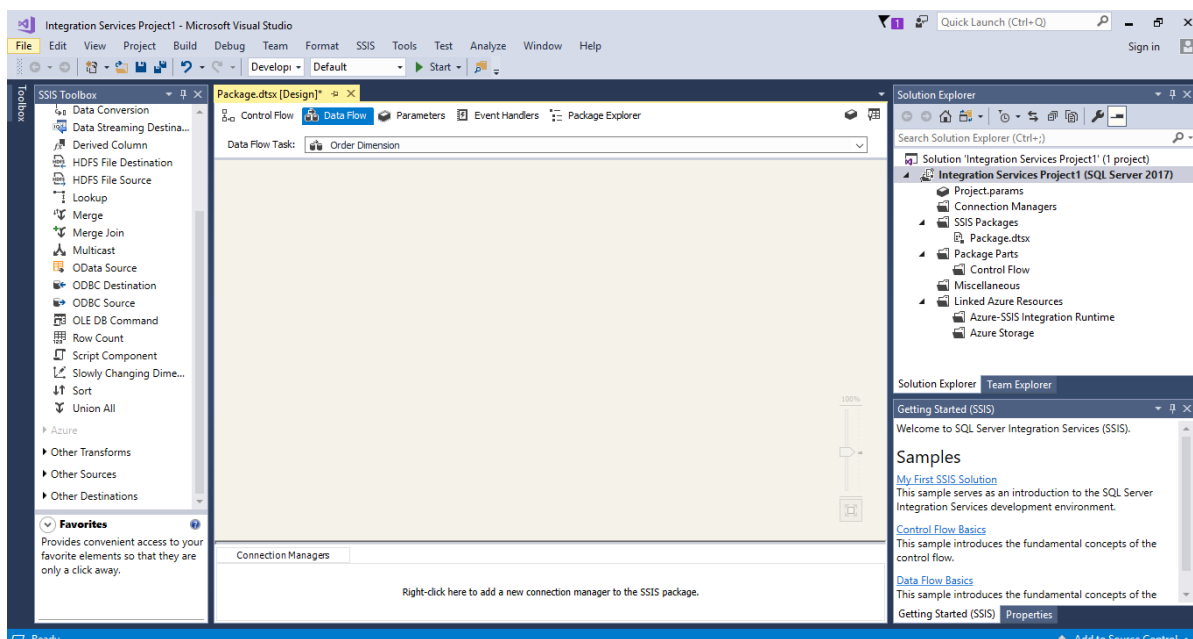 Integration Services Project1 - Microsoft Visual Studio
1
Quick Launch (Ctrl+Q)
File Edit View Project Build Debug Team Format SSIS Tools Test Analyze Window Help
Sign in
Develop Default Start
Toolbox
SSIS Toolbox
Data Conversion
Data Streaming Destina...
Derived Column
HDFS File Destination
HDFS File Source
Lookup
Merge
Merge Join
Multicast
OData Source
ODBC Destination
ODBC Source
OLE DB Command
Row Count
Script Component
Slowly Changing Dime...
Sort
Union All
Azure
Other Transforms
Other Sources
Other Destinations
Favorites
Provides convenient access to your
favorite elements so that they are
only a click away.
Package.dtsx [Design]*
Control Flow Data Flow Parameters Event Handlers Package Explorer
Data Flow Task: Order Dimension
100%
Connection Managers
Right-click here to add a new connection manager to the SSIS package.
Solution Explorer
Search Solution Explorer (Ctrl+;)
Solution 'Integration Services Project1' (1 project)
Integration Services Project1 (SQL Server 2017)
Project.params
Connection Managers
SSIS Packages
Package.dtsx
Package Parts
Control Flow
Miscellaneous
Linked Azure Resources
Azure-SSIS Integration Runtime
Azure Storage
Solution Explorer Team Explorer
Getting Started (SSIS)
Welcome to SQL Server Integration Services (SSIS).
Samples
My First SSIS Solution
This sample serves as an introduction to the SQL Server
Integration Services development environment.
Control Flow Basics
This sample introduces the fundamental concepts of the
control flow.
Data Flow Basics
This sample introduces the fundamental concepts of the
Getting Started (SSIS) Properties
Ready
Add to Source Control